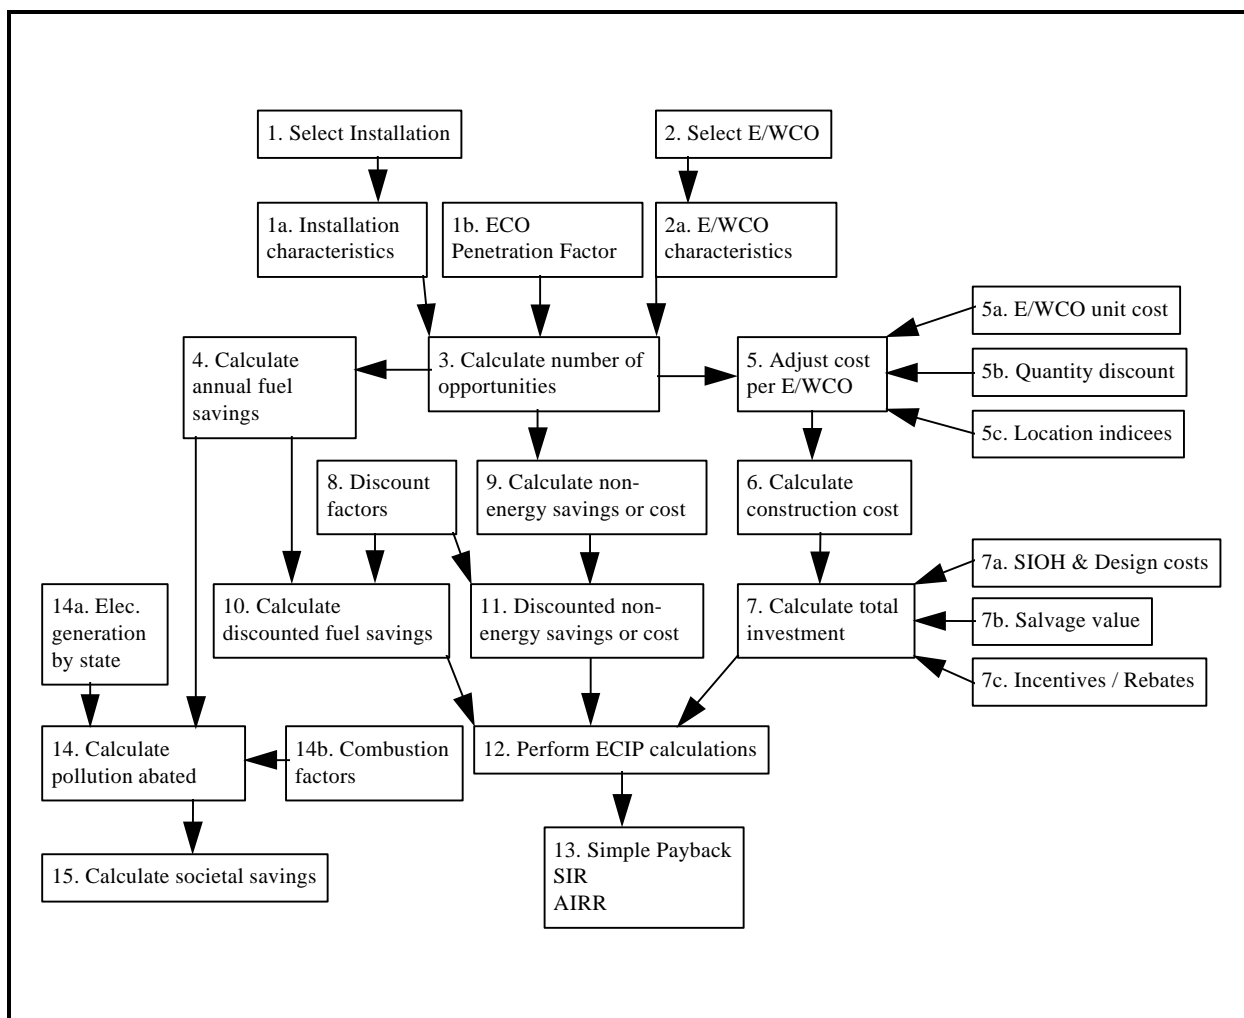 1. Select Installation
2. Select E/WCO
1a. Installation
characteristics
1b. ECO
Penetration Factor
2a. E/WCO
characteristics
5a. E/WCO unit cost
4. Calculate
annual fuel
savings
3. Calculate number of
opportunities
5. Adjust cost
per E/WCO
5b. Quantity discount
5c. Location indicees
8. Discount
factors
9. Calculate non-
energy savings or cost
6. Calculate
construction cost
7a. SIOH & Design costs
14a. Elec.
generation
by state
10. Calculate
discounted fuel savings
11. Discounted non-
energy savings or cost
7. Calculate total
investment
7b. Salvage value
7c. Incentives / Rebates
14. Calculate
pollution abated
14b. Combustion
factors
12. Perform ECIP calculations
15. Calculate societal savings
13. Simple Payback
SIR
AIRR